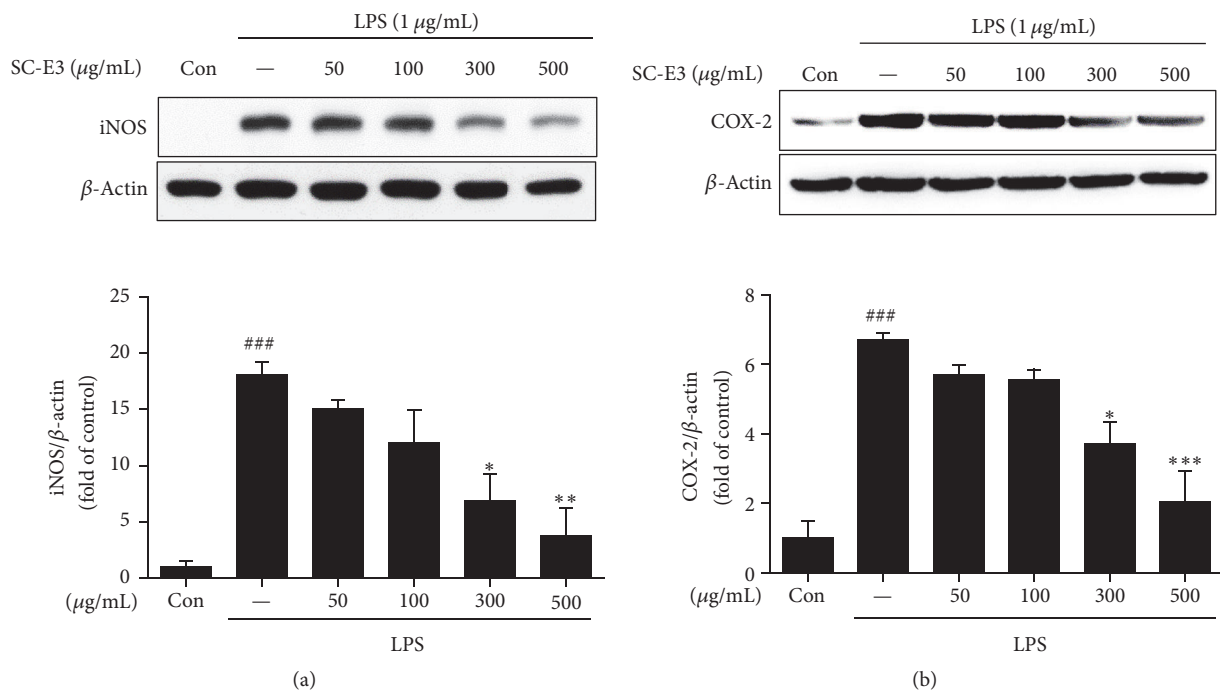 LPS (1 μg/mL)
SC-E3 (μg/mL) Con — 50 100 300 500
iNOS
β-Actin
25
20
15
10
5
0
iNOS/β-actin
(fold of control)
###
*
**
(μg/mL) Con — 50 100 300 500
LPS
(a)
LPS (1 μg/mL)
SC-E3 (μg/mL) Con — 50 100 300 500
COX-2
β-Actin
8
6
4
2
0
COX-2/β-actin
(fold of control)
###
*
***
(μg/mL) Con — 50 100 300 500
LPS
(b)